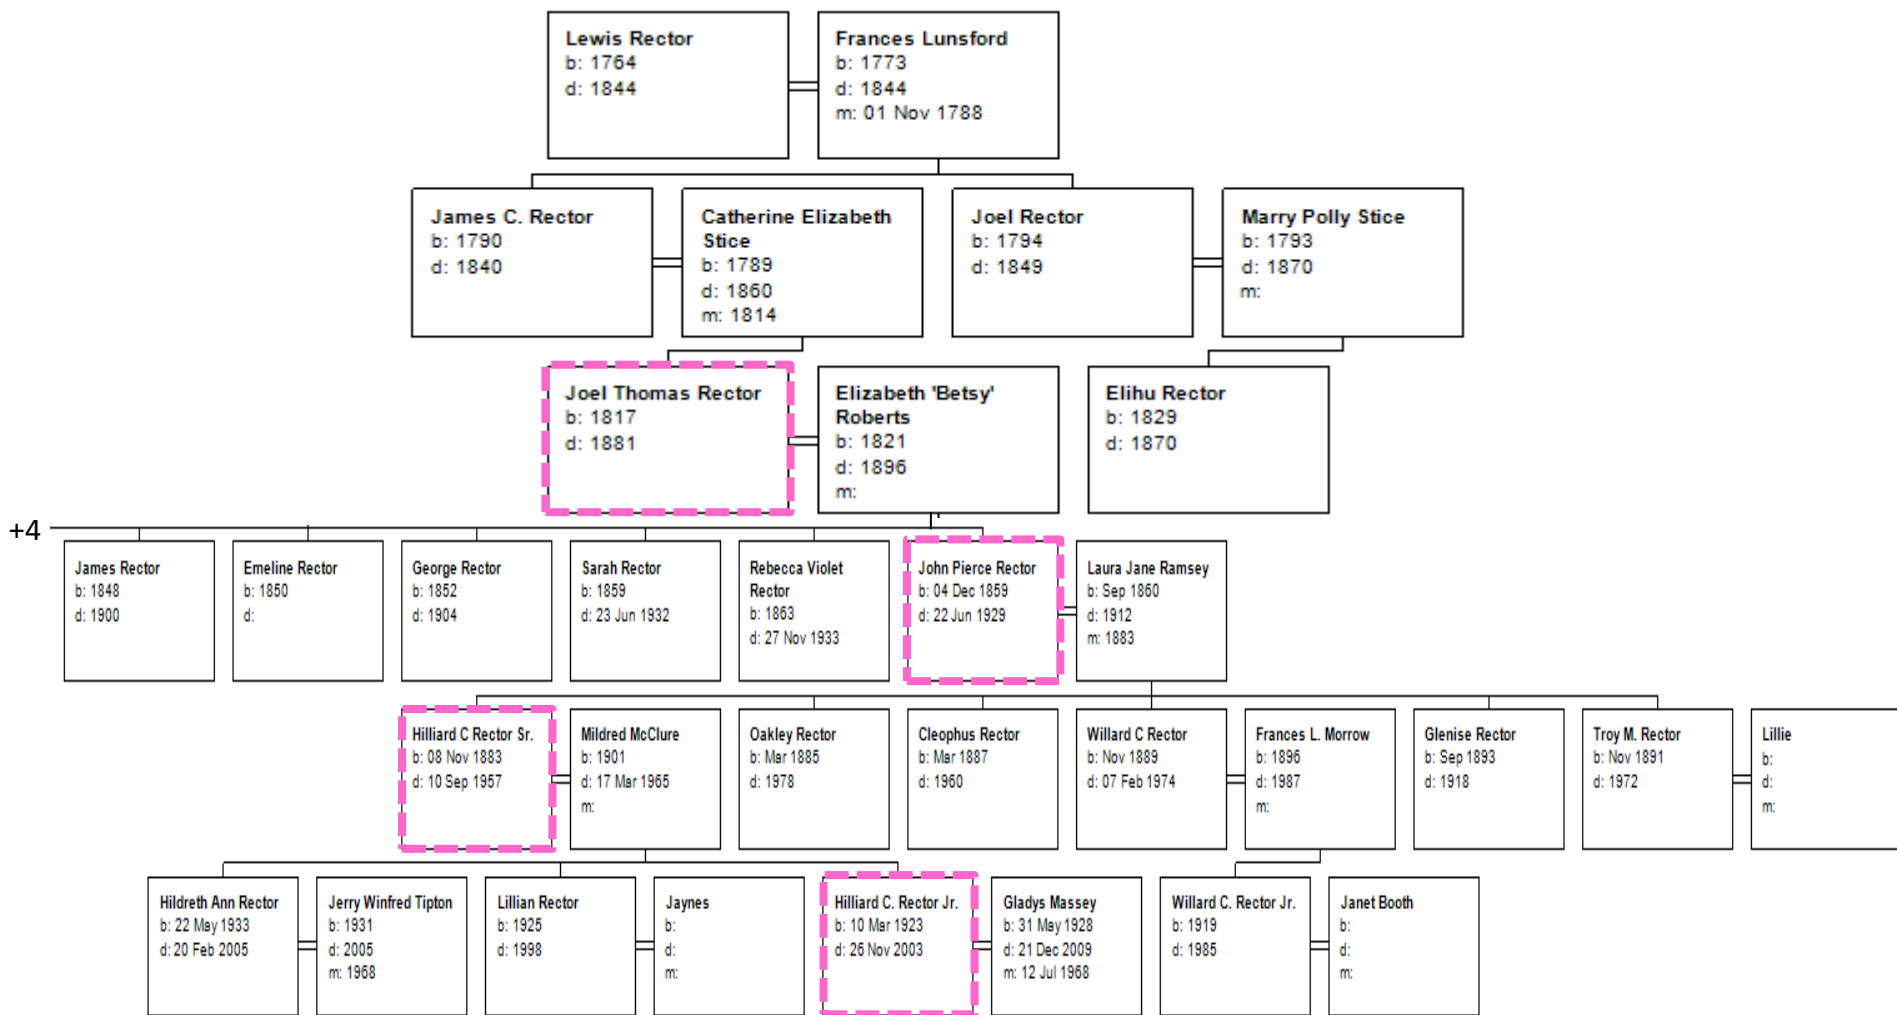 Lewis Rector
b: 1764
d: 1844
Frances Lunsford
b: 1773
d: 1844
m: 01 Nov 1788
James C. Rector
b: 1790
d: 1840
Catherine Elizabeth
Stice
b: 1789
d: 1860
m: 1814
Joel Rector
b: 1794
d: 1849
Marry Polly Stice
b: 1793
d: 1870
m:
Joel Thomas Rector
b: 1817
d: 1881
Elizabeth 'Betsy'
Roberts
b: 1821
d: 1896
m:
Elihu Rector
b: 1829
d: 1870
+4
James Rector
b: 1848
d: 1900
Emeline Rector
b: 1850
d:
George Rector
b: 1852
d: 1904
Sarah Rector
b: 1859
d: 23 Jun 1932
Rebecca Violet
Rector
b: 1863
d: 27 Nov 1933
John Pierce Rector
b: 04 Dec 1859
d: 22 Jun 1929
Laura Jane Ramsey
b: Sep 1860
d: 1912
m: 1883
Hilliard C Rector Sr.
b: 08 Nov 1883
d: 10 Sep 1957
Mildred McClure
b: 1901
d: 17 Mar 1965
m:
Oakley Rector
b: Mar 1885
d: 1978
Cleophus Rector
b: Mar 1887
d: 1960
Willard C Rector
b: Nov 1889
d: 07 Feb 1974
Frances L. Morrow
b: 1896
d: 1987
m:
Glenise Rector
b: Sep 1893
d: 1918
Troy M. Rector
b: Nov 1891
d: 1972
Lillie
b:
d:
m:
Hildreth Ann Rector
b: 22 May 1933
d: 20 Feb 2005
Jerry Winfred Tipton
b: 1931
d: 2005
m: 1968
Lillian Rector
b: 1925
d: 1998
Jaynes
b:
d:
m:
Hilliard C. Rector Jr.
b: 10 Mar 1923
d: 26 Nov 2003
Gladys Massey
b: 31 May 1928
d: 21 Dec 2009
m: 12 Jul 1968
Willard C. Rector Jr.
b: 1919
d: 1985
Janet Booth
b:
d:
m: